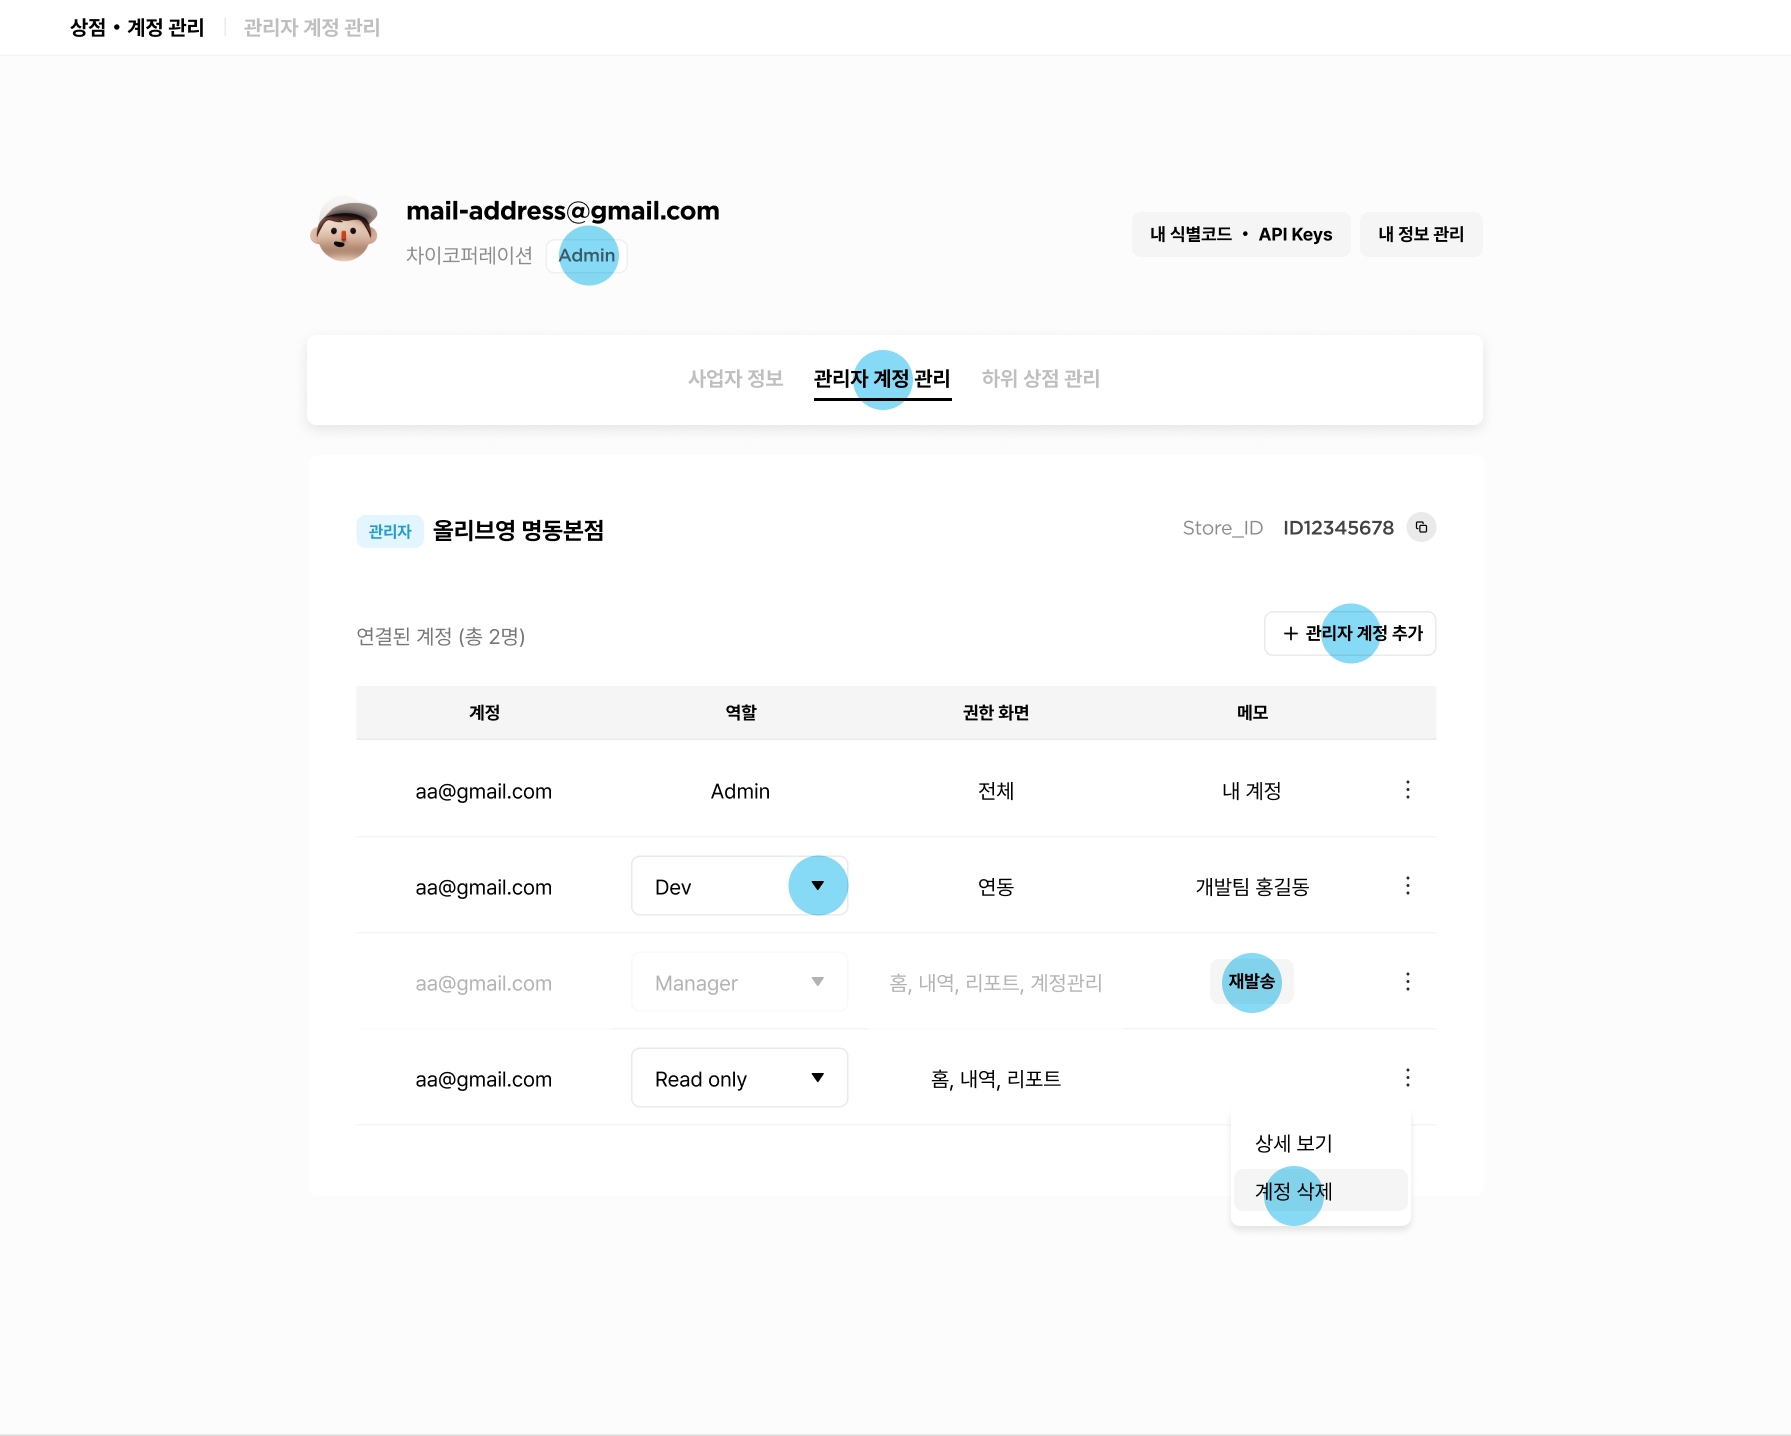 상점 • 계정 관리 관리자 계정 관리
mail-address@gmail.com
차이코퍼레이션 Admin
내 식별코드 • API Keys 내 정보 관리
사업자 정보 관리자 계정 관리 하위 상점 관리
관리자 올리브영 명동본점
Store_ID ID12345678
연결된 계정 (총 2명)
+ 관리자 계정 추가
계정 역할 권한 화면 메모
aa@gmail.com Admin 전체 내 계정
aa@gmail.com Dev 연동 개발팀 홍길동
aa@gmail.com Manager 홈, 내역, 리포트, 계정관리 재발송
aa@gmail.com Read only 홈, 내역, 리포트
상세 보기
계정 삭제